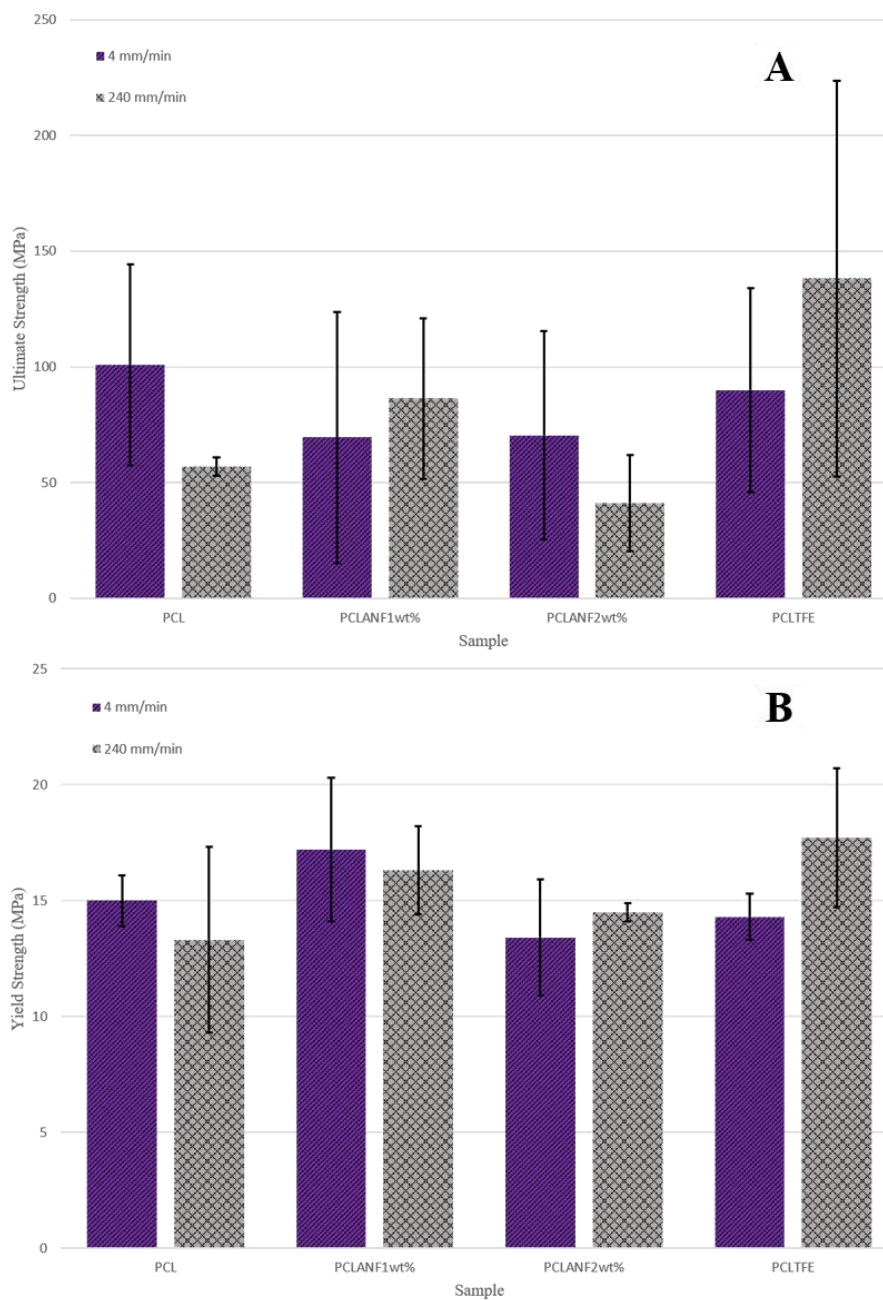 250
4 mm/min
A
240 mm/min
200
150
Ultimate Strength (MPa)
100
50
0
PCL PCLANF1wt% PCLANF2wt% PCLTFE
Sample
25
4 mm/min
B
240 mm/min
20
15
Yield Strength (MPa)
10
5
0
PCL PCLANF1wt% PCLANF2wt% PCLTFE
Sample